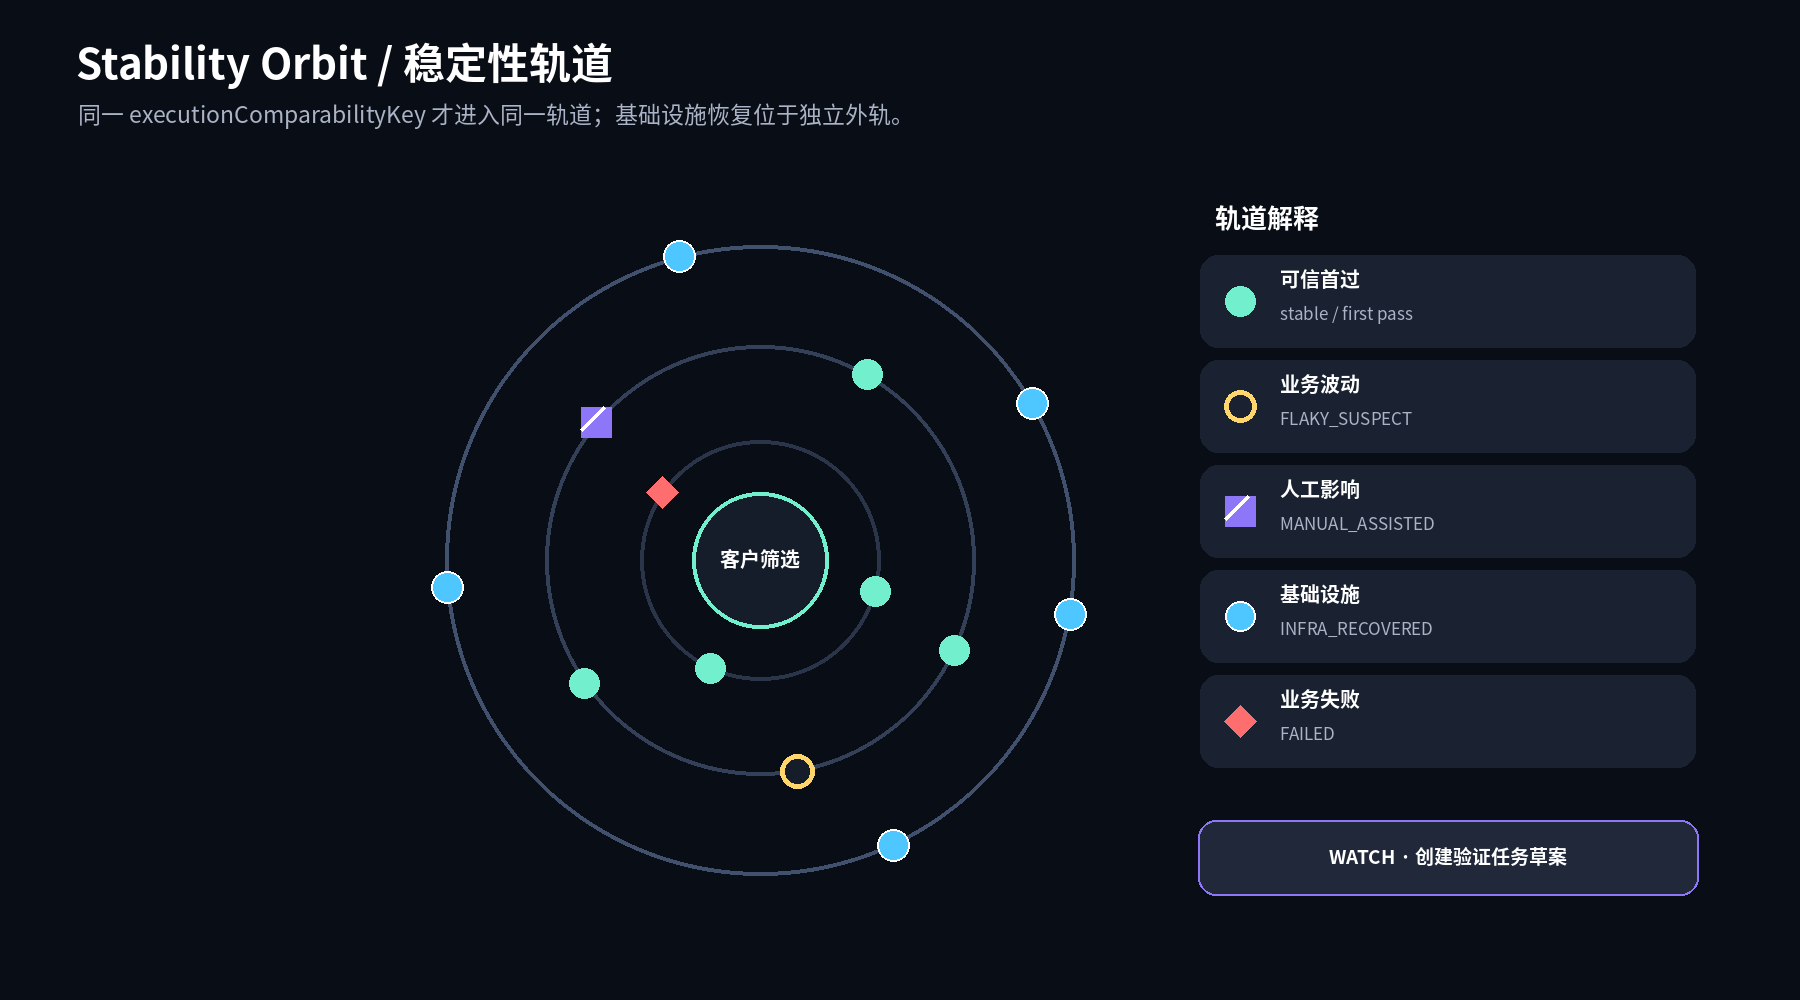 Stability Orbit / 稳定性轨道
同一 executionComparabilityKey 才进入同一轨道；基础设施恢复位于独立外轨。
轨道解释
可信首过
stable / first pass
业务波动
FLAKY_SUSPECT
人工影响
MANUAL_ASSISTED
基础设施
INFRA_RECOVERED
业务失败
FAILED
客户筛选
WATCH · 创建验证任务草案